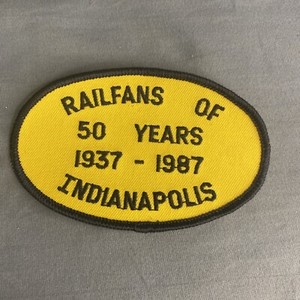 RAILFANS OF
50 YEARS
1937 - 1987
INDIANAPOLIS